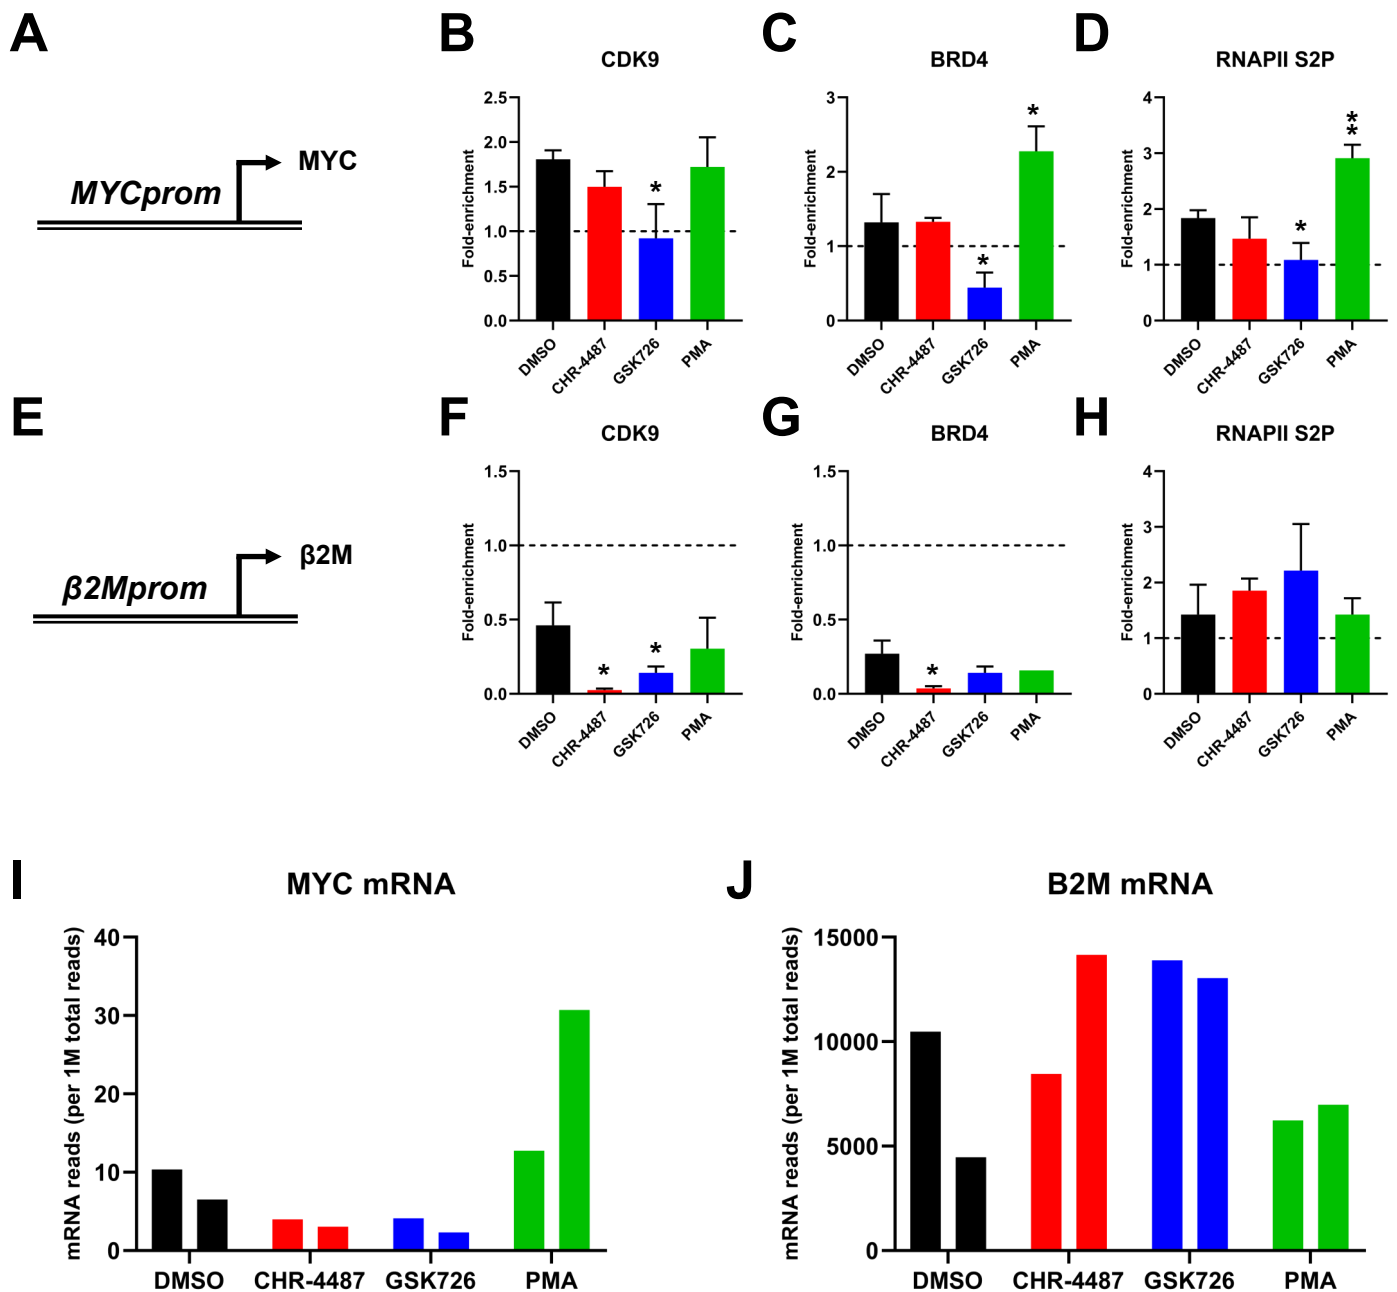 A
MYCprom
MYC
B
CDK9
Fold-enrichment
2.5
2.0
1.5
1.0
0.5
0.0
*
DMSO
CHR-4487
GSK726
PMA
C
BRD4
Fold-enrichment
3
2
1
0
*
*
DMSO
CHR-4487
GSK726
PMA
D
RNAPII S2P
Fold-enrichment
4
3
2
1
0
*
**
DMSO
CHR-4487
GSK726
PMA
E
β2Mprom
β2M
F
CDK9
Fold-enrichment
1.5
1.0
0.5
0.0
*
*
DMSO
CHR-4487
GSK726
PMA
G
BRD4
Fold-enrichment
1.5
1.0
0.5
0.0
*
DMSO
CHR-4487
GSK726
PMA
H
RNAPII S2P
Fold-enrichment
4
3
2
1
0
DMSO
CHR-4487
GSK726
PMA
I
MYC mRNA
mRNA reads (per 1M total reads)
40
30
20
10
0
DMSO
CHR-4487
GSK726
PMA
J
B2M mRNA
mRNA reads (per 1M total reads)
15000
10000
5000
0
DMSO
CHR-4487
GSK726
PMA